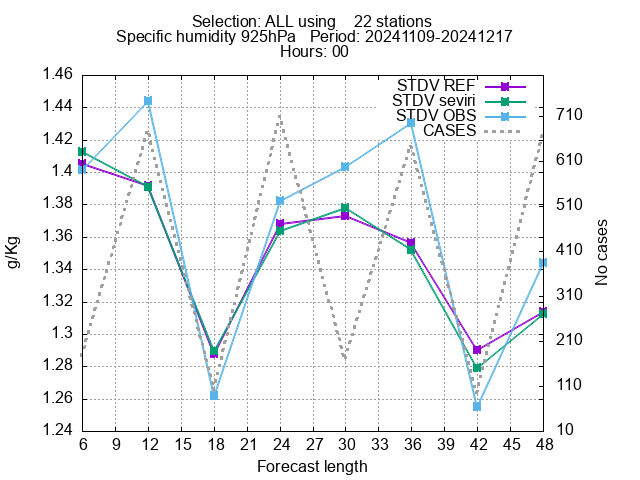 Selection: ALL using 22 stations
Specific humidity 925hPa Period: 20241109-20241217
Hours: 00
STDV REF
STDV seviri
STDV OBS
CASES
1.46
1.44
1.42
1.4
1.38
1.36
1.34
1.32
1.3
1.28
1.26
1.24
g/Kg
710
610
510
410
310
210
110
10
No cases
6 9 12 15 18 21 24 27 30 33 36 39 42 45 48
Forecast length